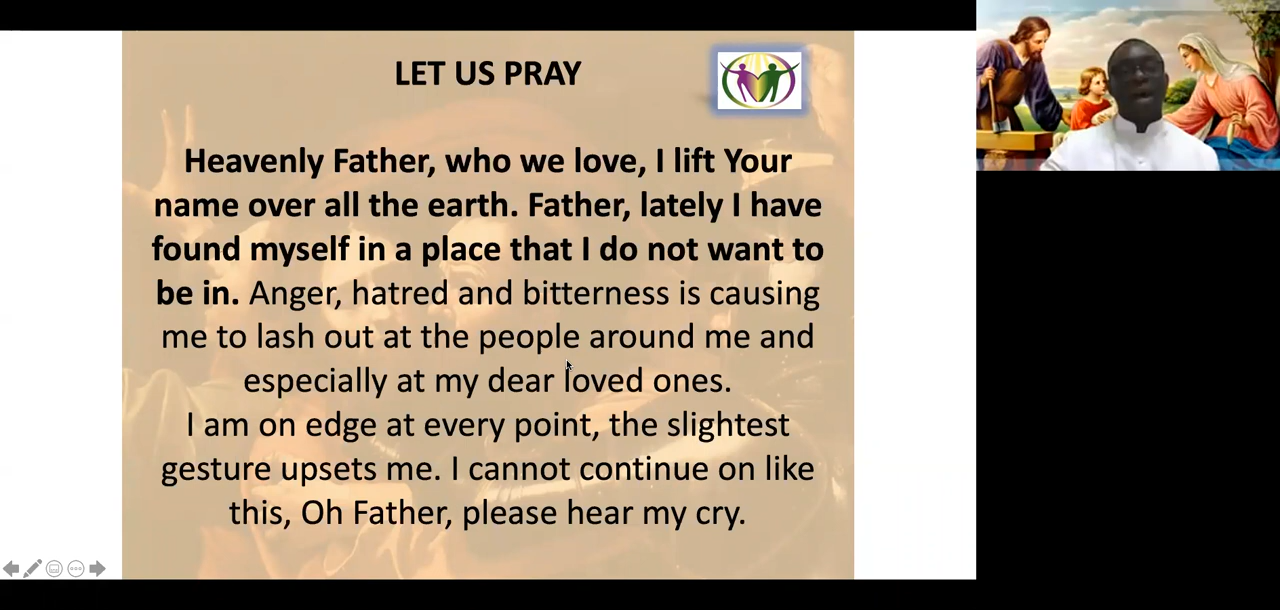 LET US PRAY
Heavenly Father, who we love, I lift Your
name over all the earth. Father, lately I have
found myself in a place that I do not want to
be in. Anger, hatred and bitterness is causing
me to lash out at the people around me and
especially at my dear loved ones.
I am on edge at every point, the slightest
gesture upsets me. I cannot continue on like
this, Oh Father, please hear my cry.